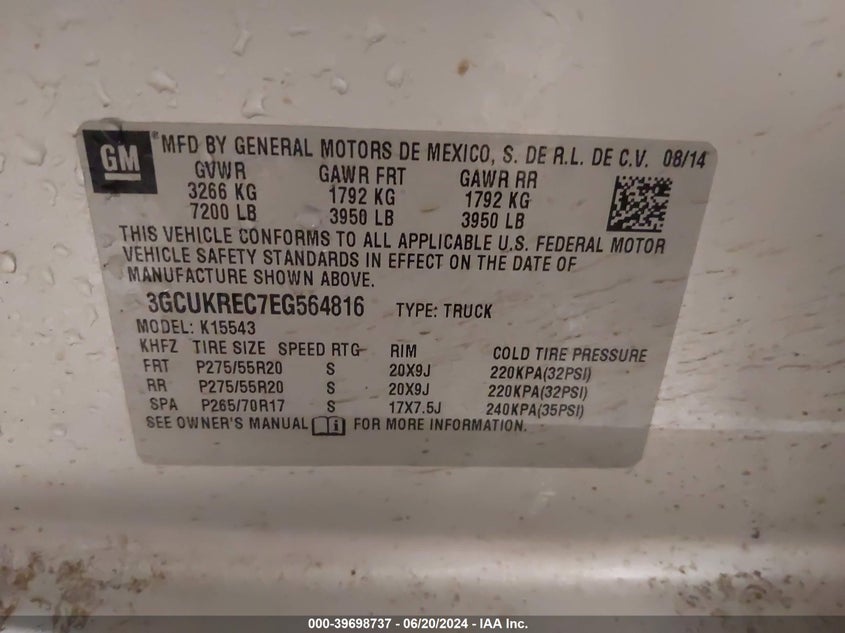 GM ® MFD BY GENERAL MOTORS DE MEXICO, S. DE R.L. DE C.V. 08/14
GVWR GAWR FRT GAWR RR
3266 KG 1792 KG 1792 KG
7200 LB 3950 LB 3950 LB
THIS VEHICLE CONFORMS TO ALL APPLICABLE U.S. FEDERAL MOTOR
VEHICLE SAFETY STANDARDS IN EFFECT ON THE DATE OF
MANUFACTURE SHOWN ABOVE.
3GCUKREC7EG564816 TYPE: TRUCK
MODEL: K15543
KHFZ TIRE SIZE SPEED RTG RIM COLD TIRE PRESSURE
FRT P275/55R20 S 20X9J 220KPA(32PSI)
RR P275/55R20 S 20X9J 220KPA(32PSI)
SPA P265/70R17 S 17X7.5J 240KPA(35PSI)
SEE OWNER'S MANUAL i FOR MORE INFORMATION.
000-39698737 - 06/20/2024 - IAA Inc.